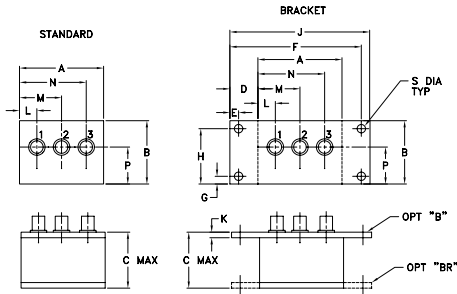 BRACKET
STANDARD
J
F
A
A
N
N
D
M
M
S DIA
TYP
L
E
L
1 2 3
1 2 3
P
B
H
P
B
G
K
OPT "B"
C MAX
C MAX
OPT "BR"